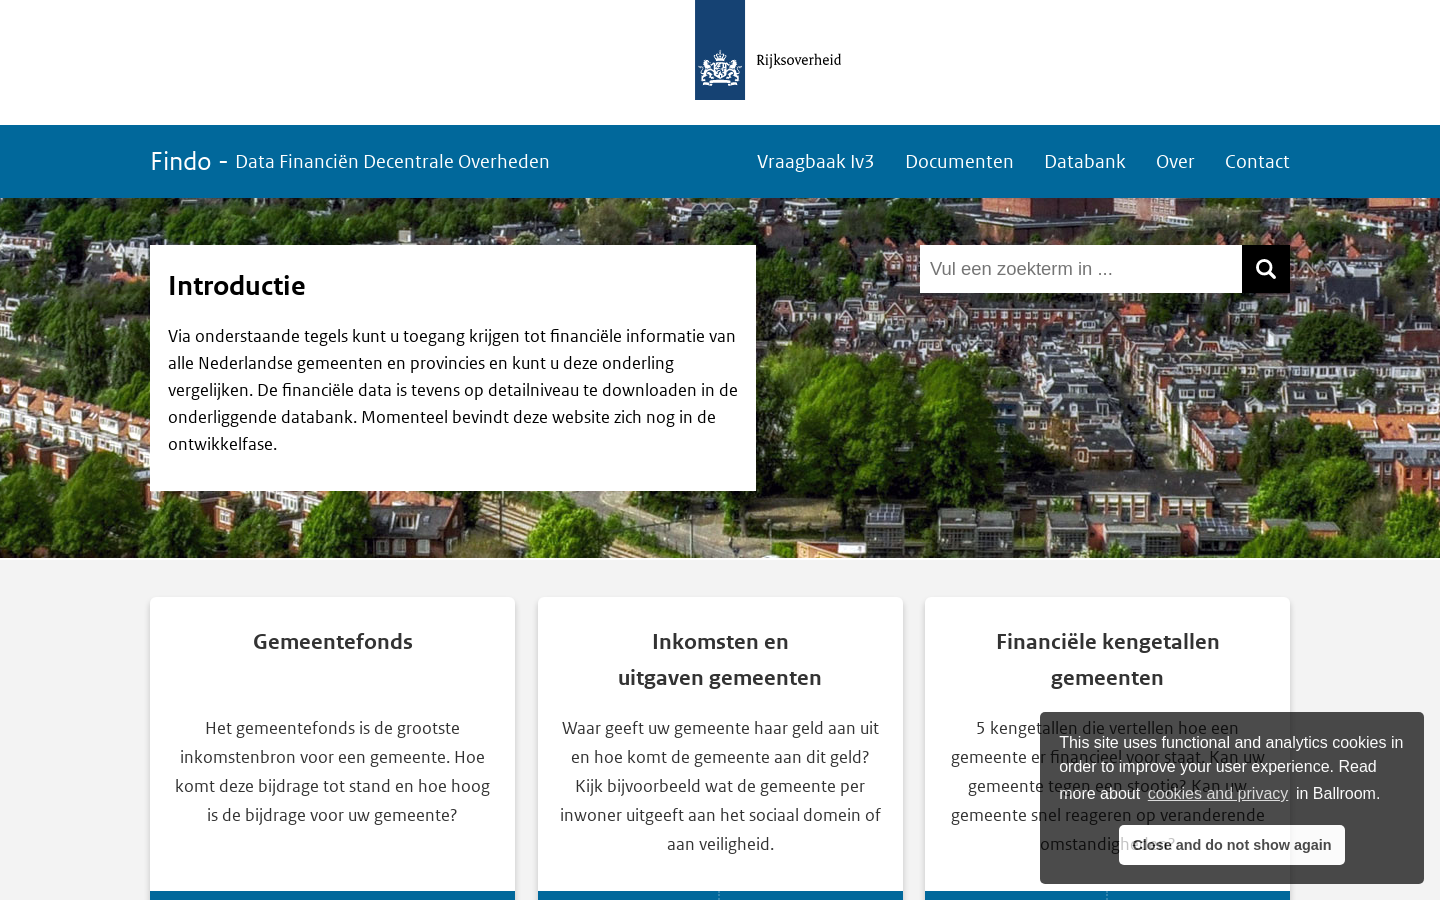 Rijksoverheid
Findo - Data Financiën Decentrale Overheden
Vraagbaak Iv3
Documenten
Databank
Over
Contact
Introductie
Via onderstaande tegels kunt u toegang krijgen tot financiële informatie van
alle Nederlandse gemeenten en provincies en kunt u deze onderling
vergelijken. De financiële data is tevens op detailniveau te downloaden in de
onderliggende databank. Momenteel bevindt deze website zich nog in de
ontwikkelfase.
Vul een zoekterm in ...
Gemeentefonds
Het gemeentefonds is de grootste
inkomstenbron voor een gemeente. Hoe
komt deze bijdrage tot stand en hoe hoog
is de bijdrage voor uw gemeente?
Inkomsten en
uitgaven gemeenten
Waar geeft uw gemeente haar geld aan uit
en hoe komt de gemeente aan dit geld?
Kijk bijvoorbeeld wat de gemeente per
inwoner uitgeeft aan het sociaal domein of
aan veiligheid.
Financiële kengetallen
gemeenten
5 kengetallen die vertellen hoe een
gemeente er financieel voor staat. Kan uw
gemeente tegen een stootje? Kan uw
gemeente snel reageren op veranderende
omstandigheden?
This site uses functional and analytics cookies in
order to improve your user experience. Read
more about cookies and privacy in Ballroom.
Close and do not show again